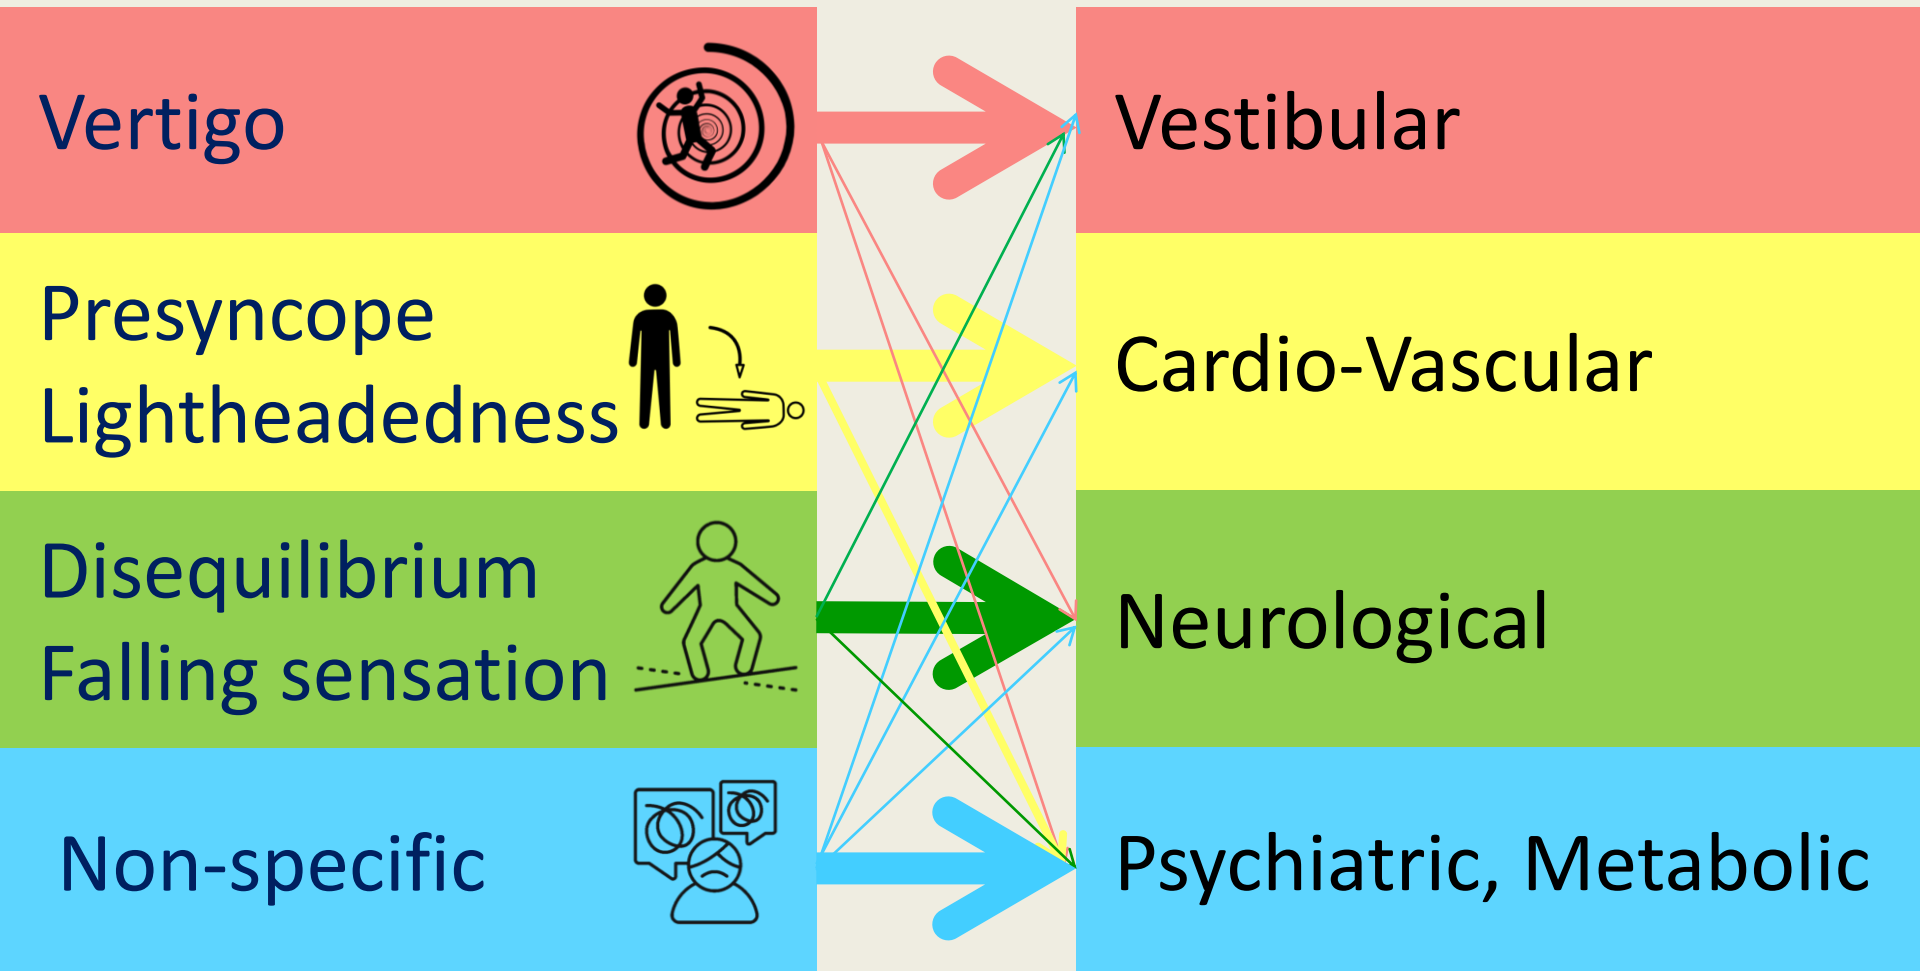 Vertigo
Vestibular
Presyncope
Lightheadedness
Cardio-Vascular
Disequilibrium
Falling sensation
Neurological
Non-specific
Psychiatric, Metabolic